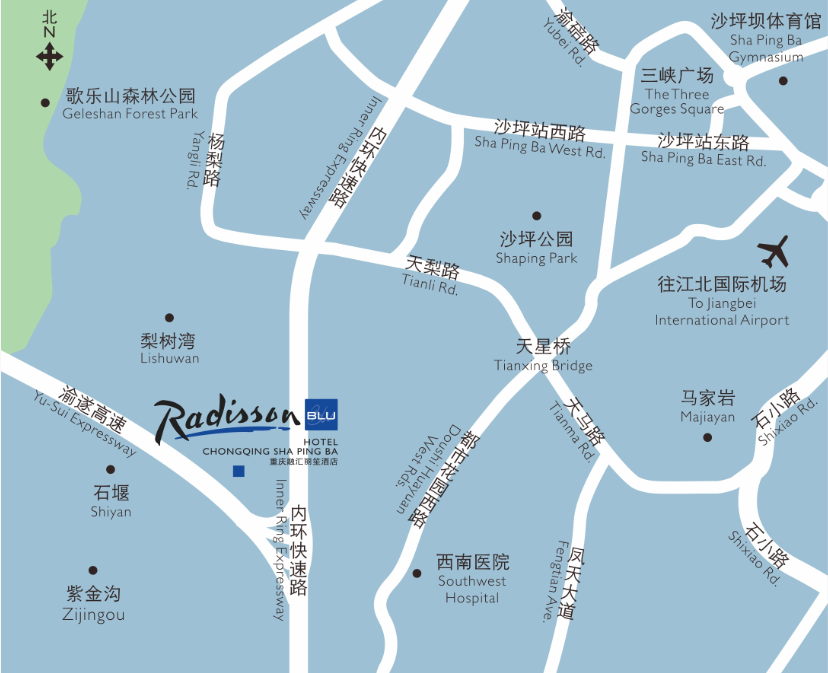 北
N
渝碚路
Yubei Rd.
沙坪坝体育馆
Sha Ping Ba
Gymnasium
三峡广场
The Three
Gorges Square
歌乐山森林公园
Geleshan Forest Park
杨梨路
Yangli Rd.
内环快速路
Inner Ring Expressway
沙坪站西路
Sha Ping Ba West Rd.
沙坪站东路
Sha Ping Ba East Rd.
沙坪公园
Shaping Park
天梨路
Tianli Rd.
往江北国际机场
To Jiangbei
International Airport
梨树湾
Lishuwan
天星桥
Tianxing Bridge
渝遂高速
Yu-Sui Expressway
Radisson
BLU
HOTEL
CHONGQING SHA PING BA
重庆融汇丽笙酒店
天马路
Tianma Rd.
马家岩
Majiayan
石小路
Shixiao Rd.
都市花园西路
Doushi Huayuan
West Rds.
石堰
Shiyan
内环快速路
Inner Ring Expressway
石小路
Shixiao Rd.
紫金沟
Zijingou
西南医院
Southwest
Hospital
凤天大道
Fengtian Ave.